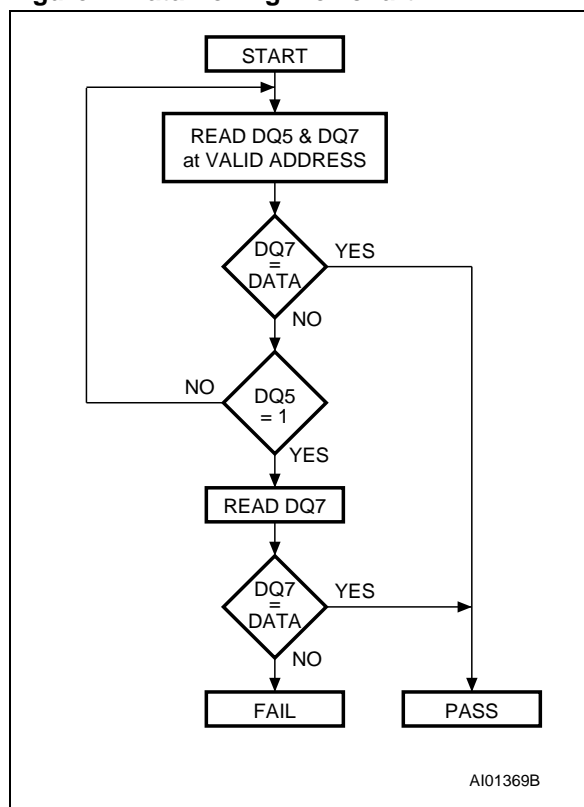 START
READ DQ5 & DQ7
at VALID ADDRESS
DQ7
=
DATA
YES
NO
NO
DQ5
= 1
YES
READ DQ7
DQ7
=
DATA
YES
NO
FAIL
PASS
AI01369B